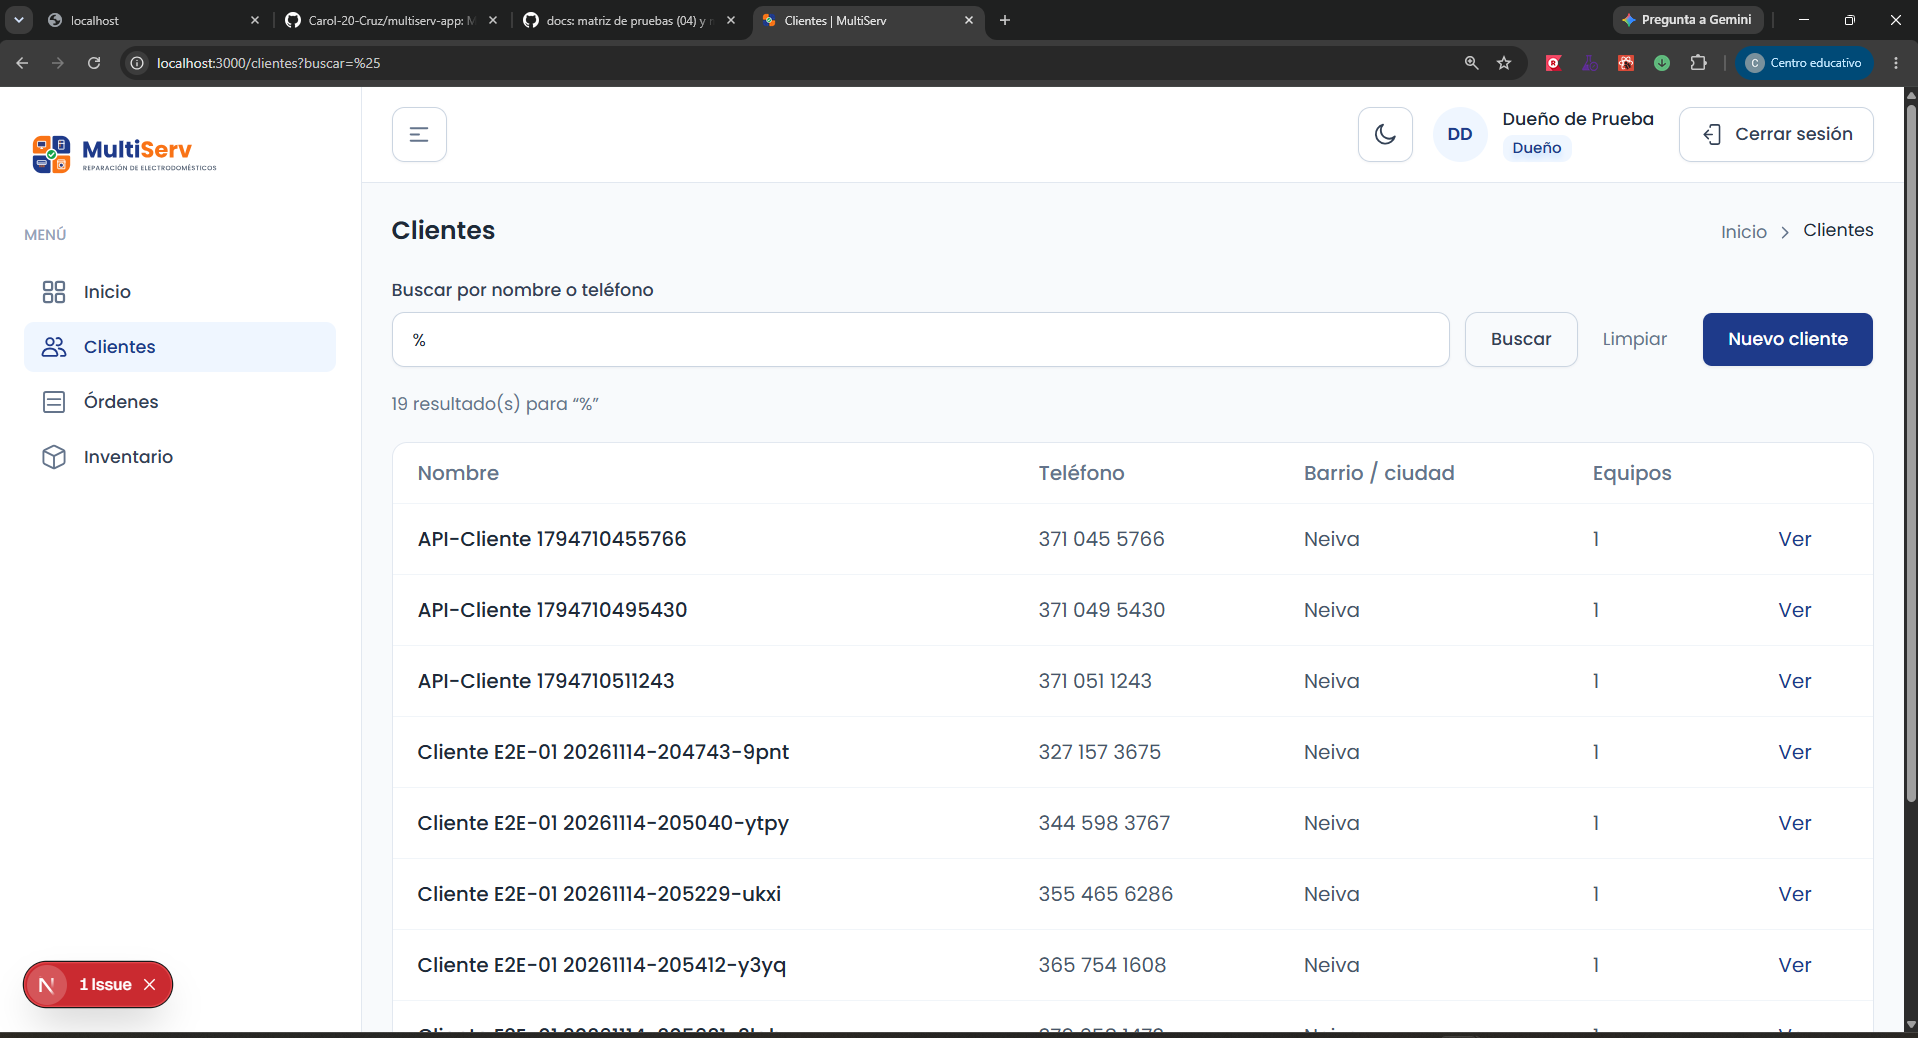 localhost
Carol-20-Cruz/multiserv-app: M
docs: matriz de pruebas (04) y r
Clientes | MultiServ
Pregunta a Gemini
localhost:3000/clientes?buscar=%25
Centro educativo
MultiServ
REPARACIÓN DE ELECTRODOMÉSTICOS
DD
Dueño de Prueba
Dueño
Cerrar sesión
MENÚ
Inicio
Clientes
Órdenes
Inventario
Clientes
Inicio > Clientes
Buscar por nombre o teléfono
%
Buscar
Limpiar
Nuevo cliente
19 resultado(s) para “%”
Nombre Teléfono Barrio / ciudad Equipos
API-Cliente 1794710455766 371 045 5766 Neiva 1 Ver
API-Cliente 1794710495430 371 049 5430 Neiva 1 Ver
API-Cliente 1794710511243 371 051 1243 Neiva 1 Ver
Cliente E2E-01 20261114-204743-9pnt 327 157 3675 Neiva 1 Ver
Cliente E2E-01 20261114-205040-ytpy 344 598 3767 Neiva 1 Ver
Cliente E2E-01 20261114-205229-ukxi 355 465 6286 Neiva 1 Ver
Cliente E2E-01 20261114-205412-y3yq 365 754 1608 Neiva 1 Ver
N 1 Issue